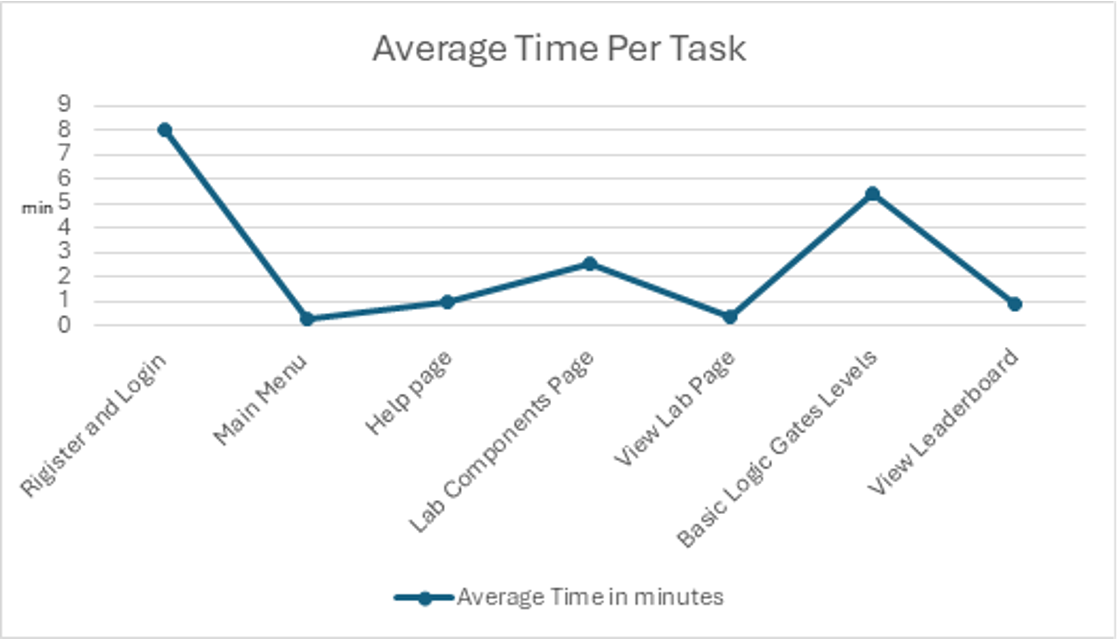 Average Time Per Task
9
8
7
6
min 5
4
3
2
1
0
Rigister and Login
Main Menu
Help page
Lab Components Page
View Lab Page
Basic Logic Gates Levels
View Leaderboard
Average Time in minutes